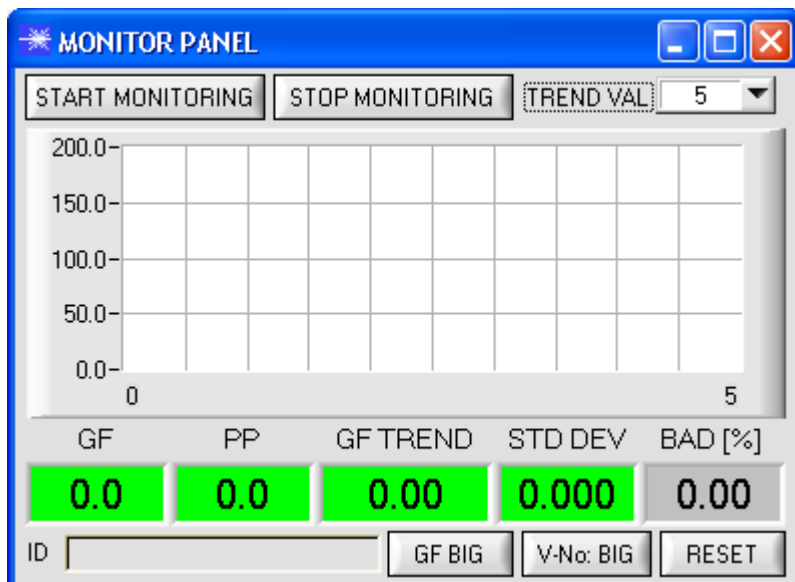 MONITOR PANEL
START MONITORING STOP MONITORING TREND VAL 5
200.0
150.0
100.0
50.0
0.0
0 5
GF PP GF TREND STD DEV BAD [%]
0.0 0.0 0.00 0.000 0.00
ID GF BIG V-No: BIG RESET